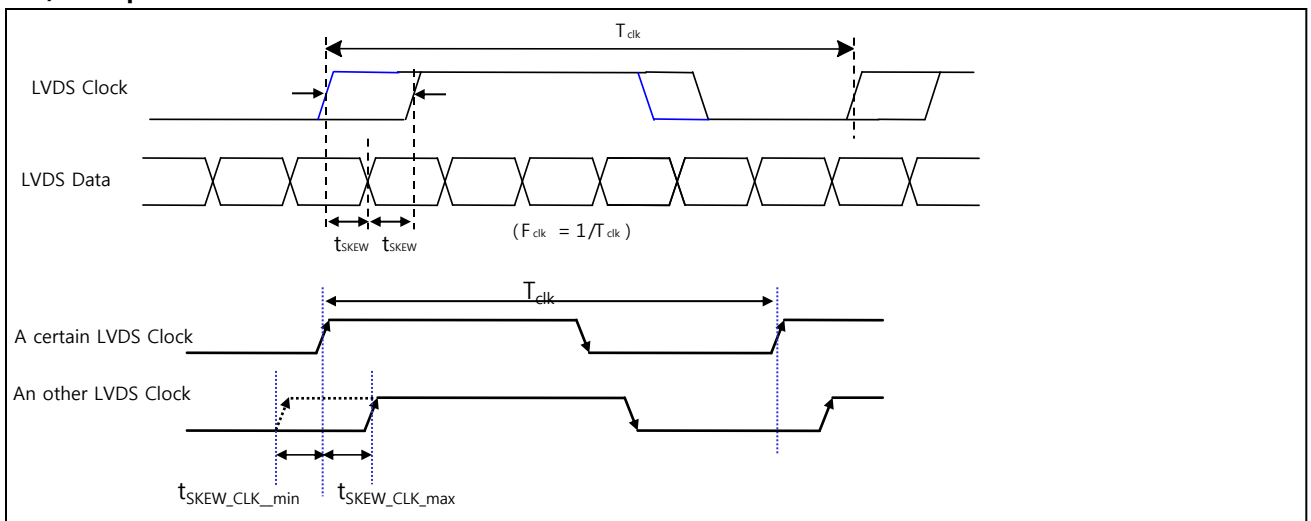 Tclk
LVDS Clock
LVDS Data
tSKEW tSKEW
(Fclk = 1/Tclk)
Tclk
A certain LVDS Clock
An other LVDS Clock
tSKEW_CLK__min tSKEW_CLK_max